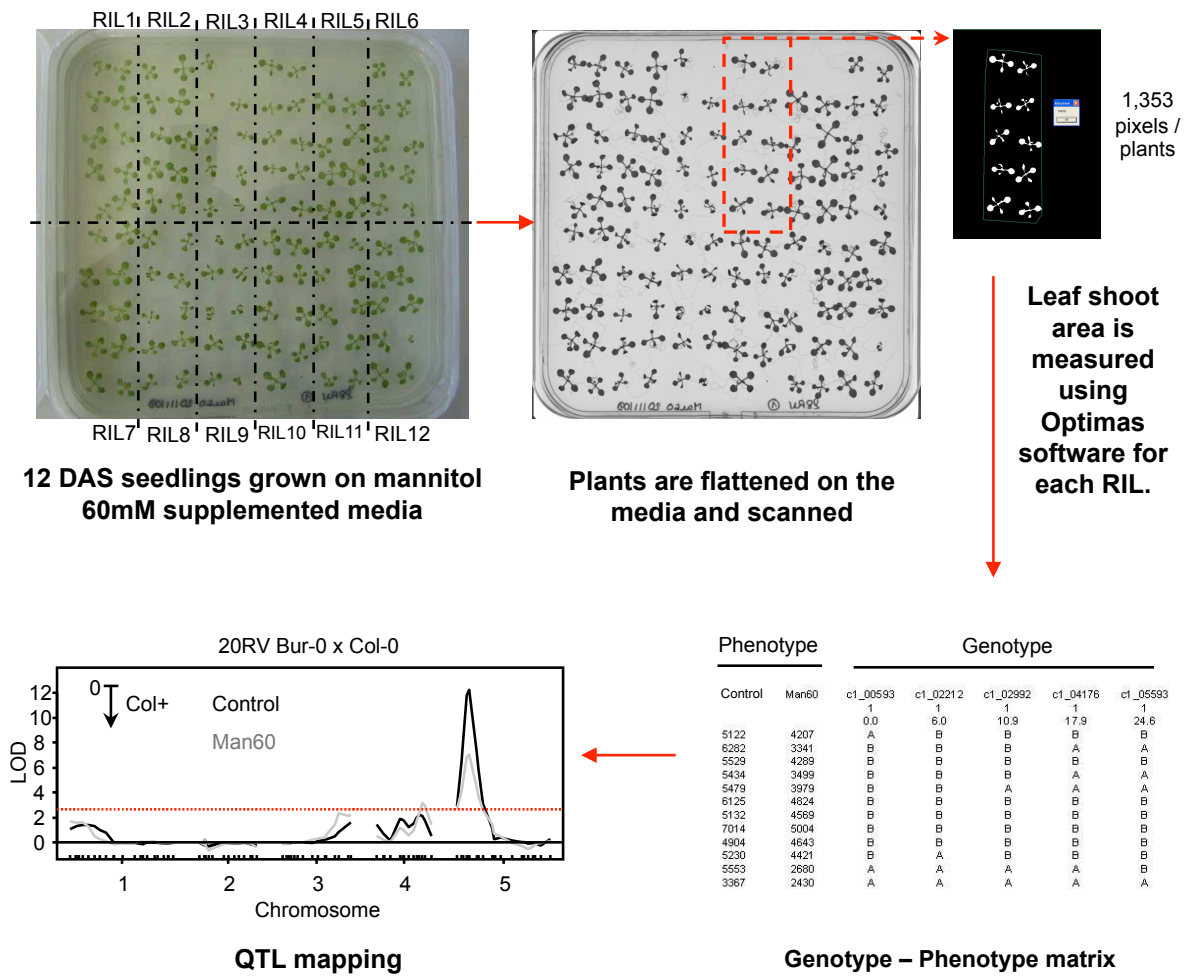 RIL1 RIL2 RIL3 RIL4 RIL5 RIL6
RIL7 RIL8 RIL9 RIL10 RIL11 RIL12
12 DAS seedlings grown on mannitol
60mM supplemented media
Plants are flattened on the
media and scanned
1,353
pixels /
plants
Leaf shoot
area is
measured
using
Optimas
software for
each RIL.
20RV Bur-0 x Col-0
LOD
12
10
8
6
4
2
0
0
Col+
Control
Man60
1 2 3 4 5
Chromosome
QTL mapping
Phenotype Genotype
Control Man60 c1_00593 c1_02212 c1_02992 c1_04176 c1_05593
1 1 1 1 1
0.0 6.0 10.9 17.9 24.6
5122 4207 A B B B B
6282 3341 B B B A A
5529 4289 B B B B B
5434 3499 B B B A A
5479 3979 B B A A A
6125 4824 B B B B B
5132 4569 B B B B B
7014 5004 B B B B B
4904 4643 B B B B B
5230 4421 B A B B B
5553 2680 A A A A B
3367 2430 A A A A A
Genotype – Phenotype matrix